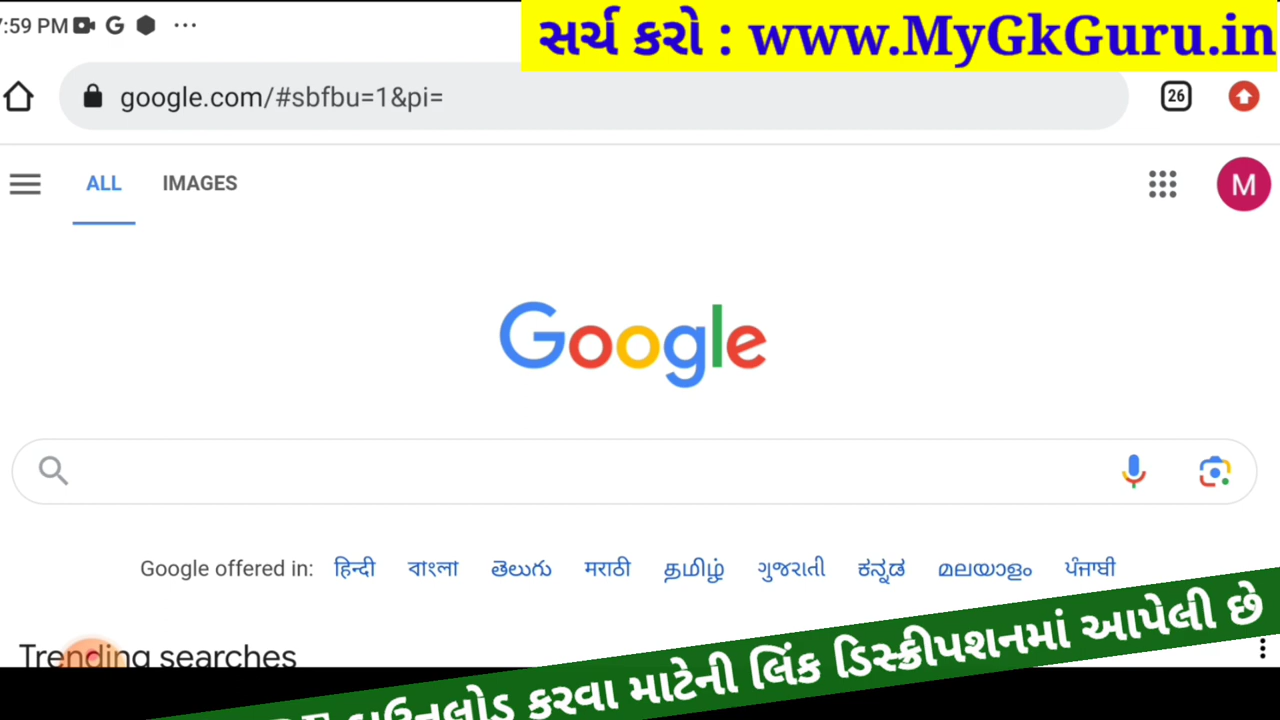 :59 PM
સર્ચ કરો : www.MyGkGuru.in
google.com/#sbfbu=1&pi=
26
ALL IMAGES
M
Google
Google offered in: हिन्दी বাংলা తెలుగు मराठी தமிழ் ગુજરાતી ಕನ್ನಡ മലയാളം ਪੰਜਾਬੀ
Trending searches
ડાઉનલોડ કરવા માટેની લિંક ડિસ્ક્રીપશનમાં આપેલી છે